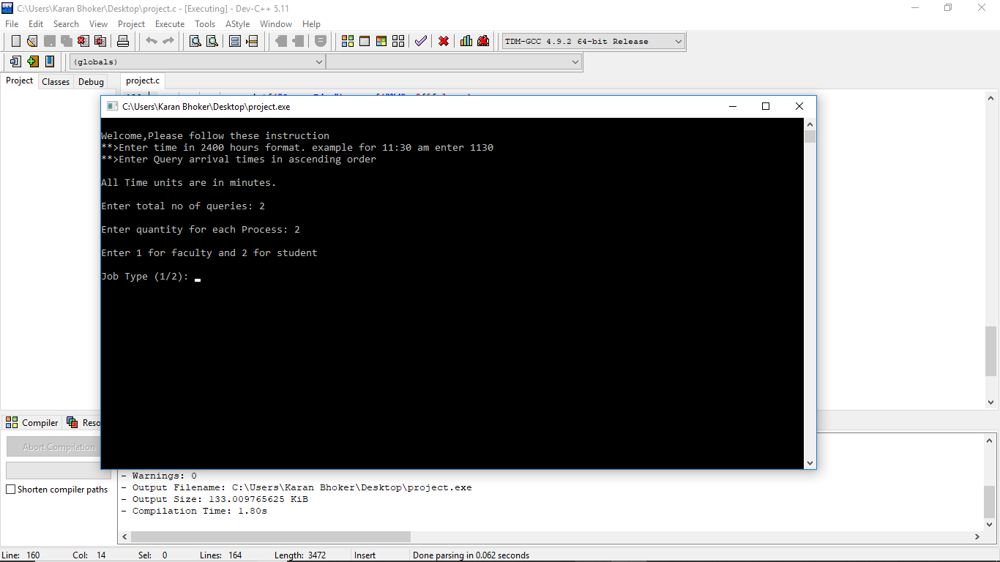 C:\Users\Karan Bhoker\Desktop\project.c - [Executing] - Dev-C++ 5.11
File Edit Search View Project Execute Tools AStyle Window Help
TDM-GCC 4.9.2 64-bit Release
(globals)
Project Classes Debug project.c
C:\Users\Karan Bhoker\Desktop\project.exe
Welcome,Please follow these instruction
**>Enter time in 2400 hours format. example for 11:30 am enter 1130
**>Enter Query arrival times in ascending order
All Time units are in minutes.
Enter total no of queries: 2
Enter quantity for each Process: 2
Enter 1 for faculty and 2 for student
Job Type (1/2):
Compiler Reso
Abort Compilation
Shorten compiler paths
- Warnings: 0
- Output Filename: C:\Users\Karan Bhoker\Desktop\project.exe
- Output Size: 133.009765625 KiB
- Compilation Time: 1.80s
Line: 160 Col: 14 Sel: 0 Lines: 164 Length: 3472 Insert Done parsing in 0.062 seconds